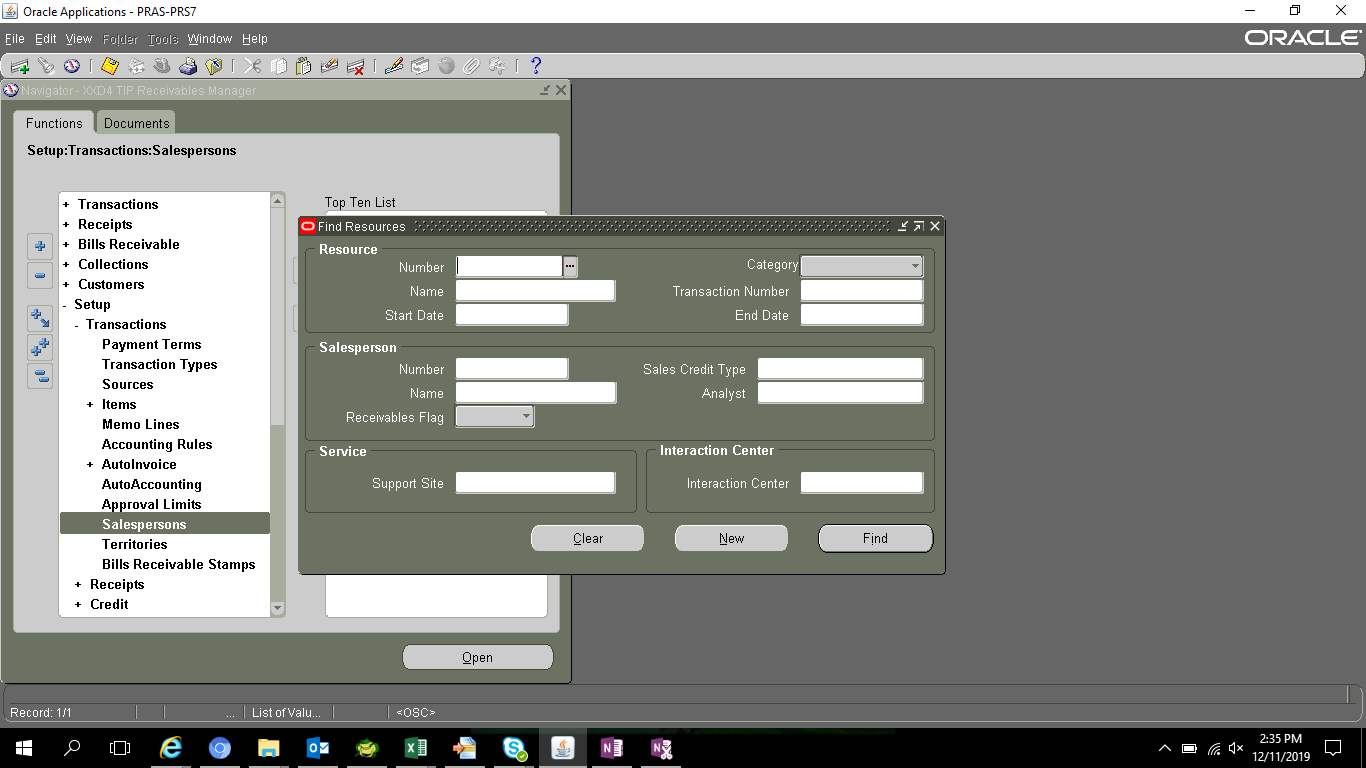 Oracle Applications - PRAS-PRS7
File Edit View Folder Tools Window Help
ORACLE
Navigator - XXD4 TIP Receivables Manager
Functions Documents
Setup:Transactions:Salespersons
Top Ten List
+ Transactions
+ Receipts
+ Bills Receivable
+ Collections
+ Customers
- Setup
- Transactions
Payment Terms
Transaction Types
Sources
+ Items
Memo Lines
Accounting Rules
+ AutoInvoice
AutoAccounting
Approval Limits
Salespersons
Territories
Bills Receivable Stamps
+ Receipts
+ Credit
Open
Find Resources
Resource
Number Category
Name Transaction Number
Start Date End Date
Salesperson
Number Sales Credit Type
Name Analyst
Receivables Flag
Service
Support Site
Interaction Center
Interaction Center
Clear New Find
Record: 1/1 ... List of Valu... <OSC>
2:35 PM
12/11/2019